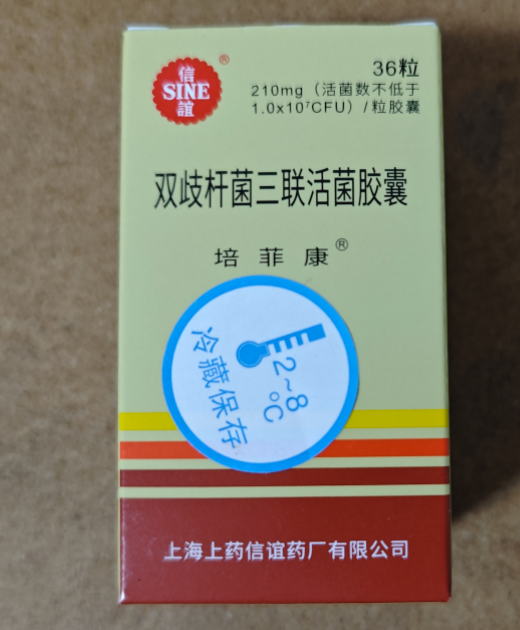 信
SINE
誼
®
36粒
210mg（活菌数不低于
1.0x10⁷CFU）/粒胶囊
双歧杆菌三联活菌胶囊
培菲康®
2~8
℃
冷藏保存
上海上药信谊药厂有限公司